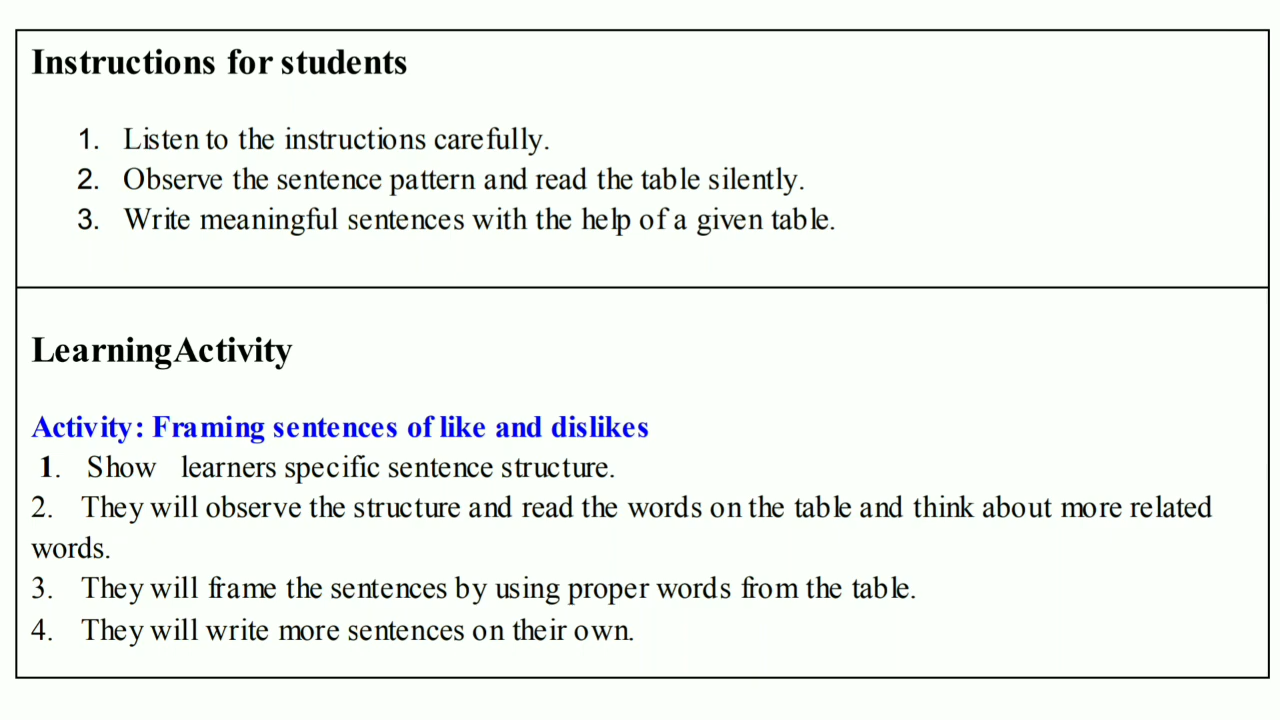 Instructions for students
1. Listen to the instructions carefully.
2. Observe the sentence pattern and read the table silently.
3. Write meaningful sentences with the help of a given table.
Learning Activity
Activity: Framing sentences of like and dislikes
1. Show learners specific sentence structure.
2. They will observe the structure and read the words on the table and think about more related
words.
3. They will frame the sentences by using proper words from the table.
4. They will write more sentences on their own.